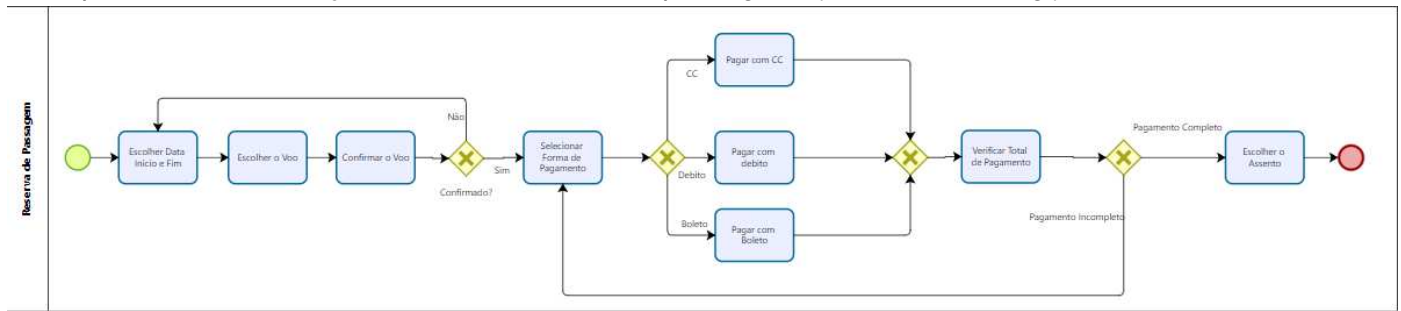 Reserva de Passagem
Escolher Data
Início e Fim
Escolher o Voo
Confirmar o Voo
Não
Sim
Confirmado?
Selecionar
Forma de
Pagamento
CC
Debito
Boleto
Pagar com CC
Pagar com
debito
Pagar com
Boleto
Verificar Total
de Pagamento
Pagamento Completo
Pagamento Incompleto
Escolher o
Assento